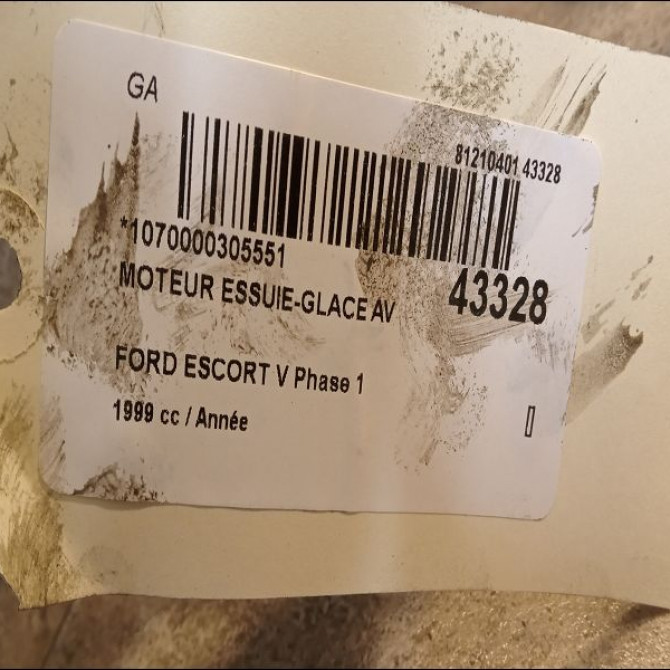 GA
81210401 43328
*1070000305551
43328
MOTEUR ESSUIE-GLACE AV
FORD ESCORT V Phase 1
1999 cc / Année